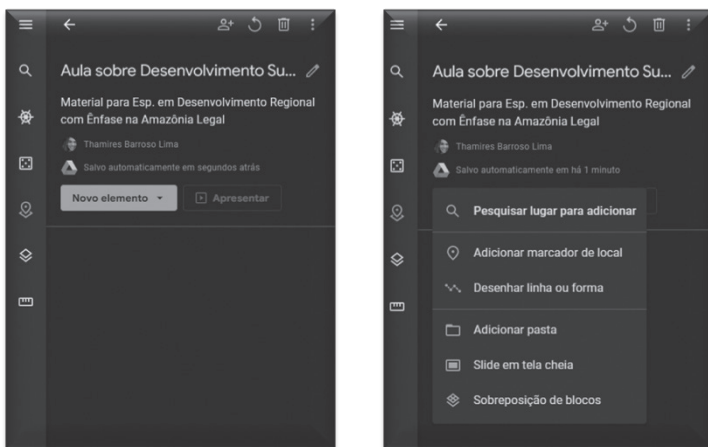 Aula sobre Desenvolvimento Su...
Material para Esp. em Desenvolvimento Regional
com Ênfase na Amazônia Legal
Thamires Barroso Lima
Salvo automaticamente em segundos atrás
Novo elemento
Apresentar
Aula sobre Desenvolvimento Su...
Material para Esp. em Desenvolvimento Regional
com Ênfase na Amazônia Legal
Thamires Barroso Lima
Salvo automaticamente em há 1 minuto
Pesquisar lugar para adicionar
Adicionar marcador de local
Desenhar linha ou forma
Adicionar pasta
Slide em tela cheia
Sobreposição de blocos